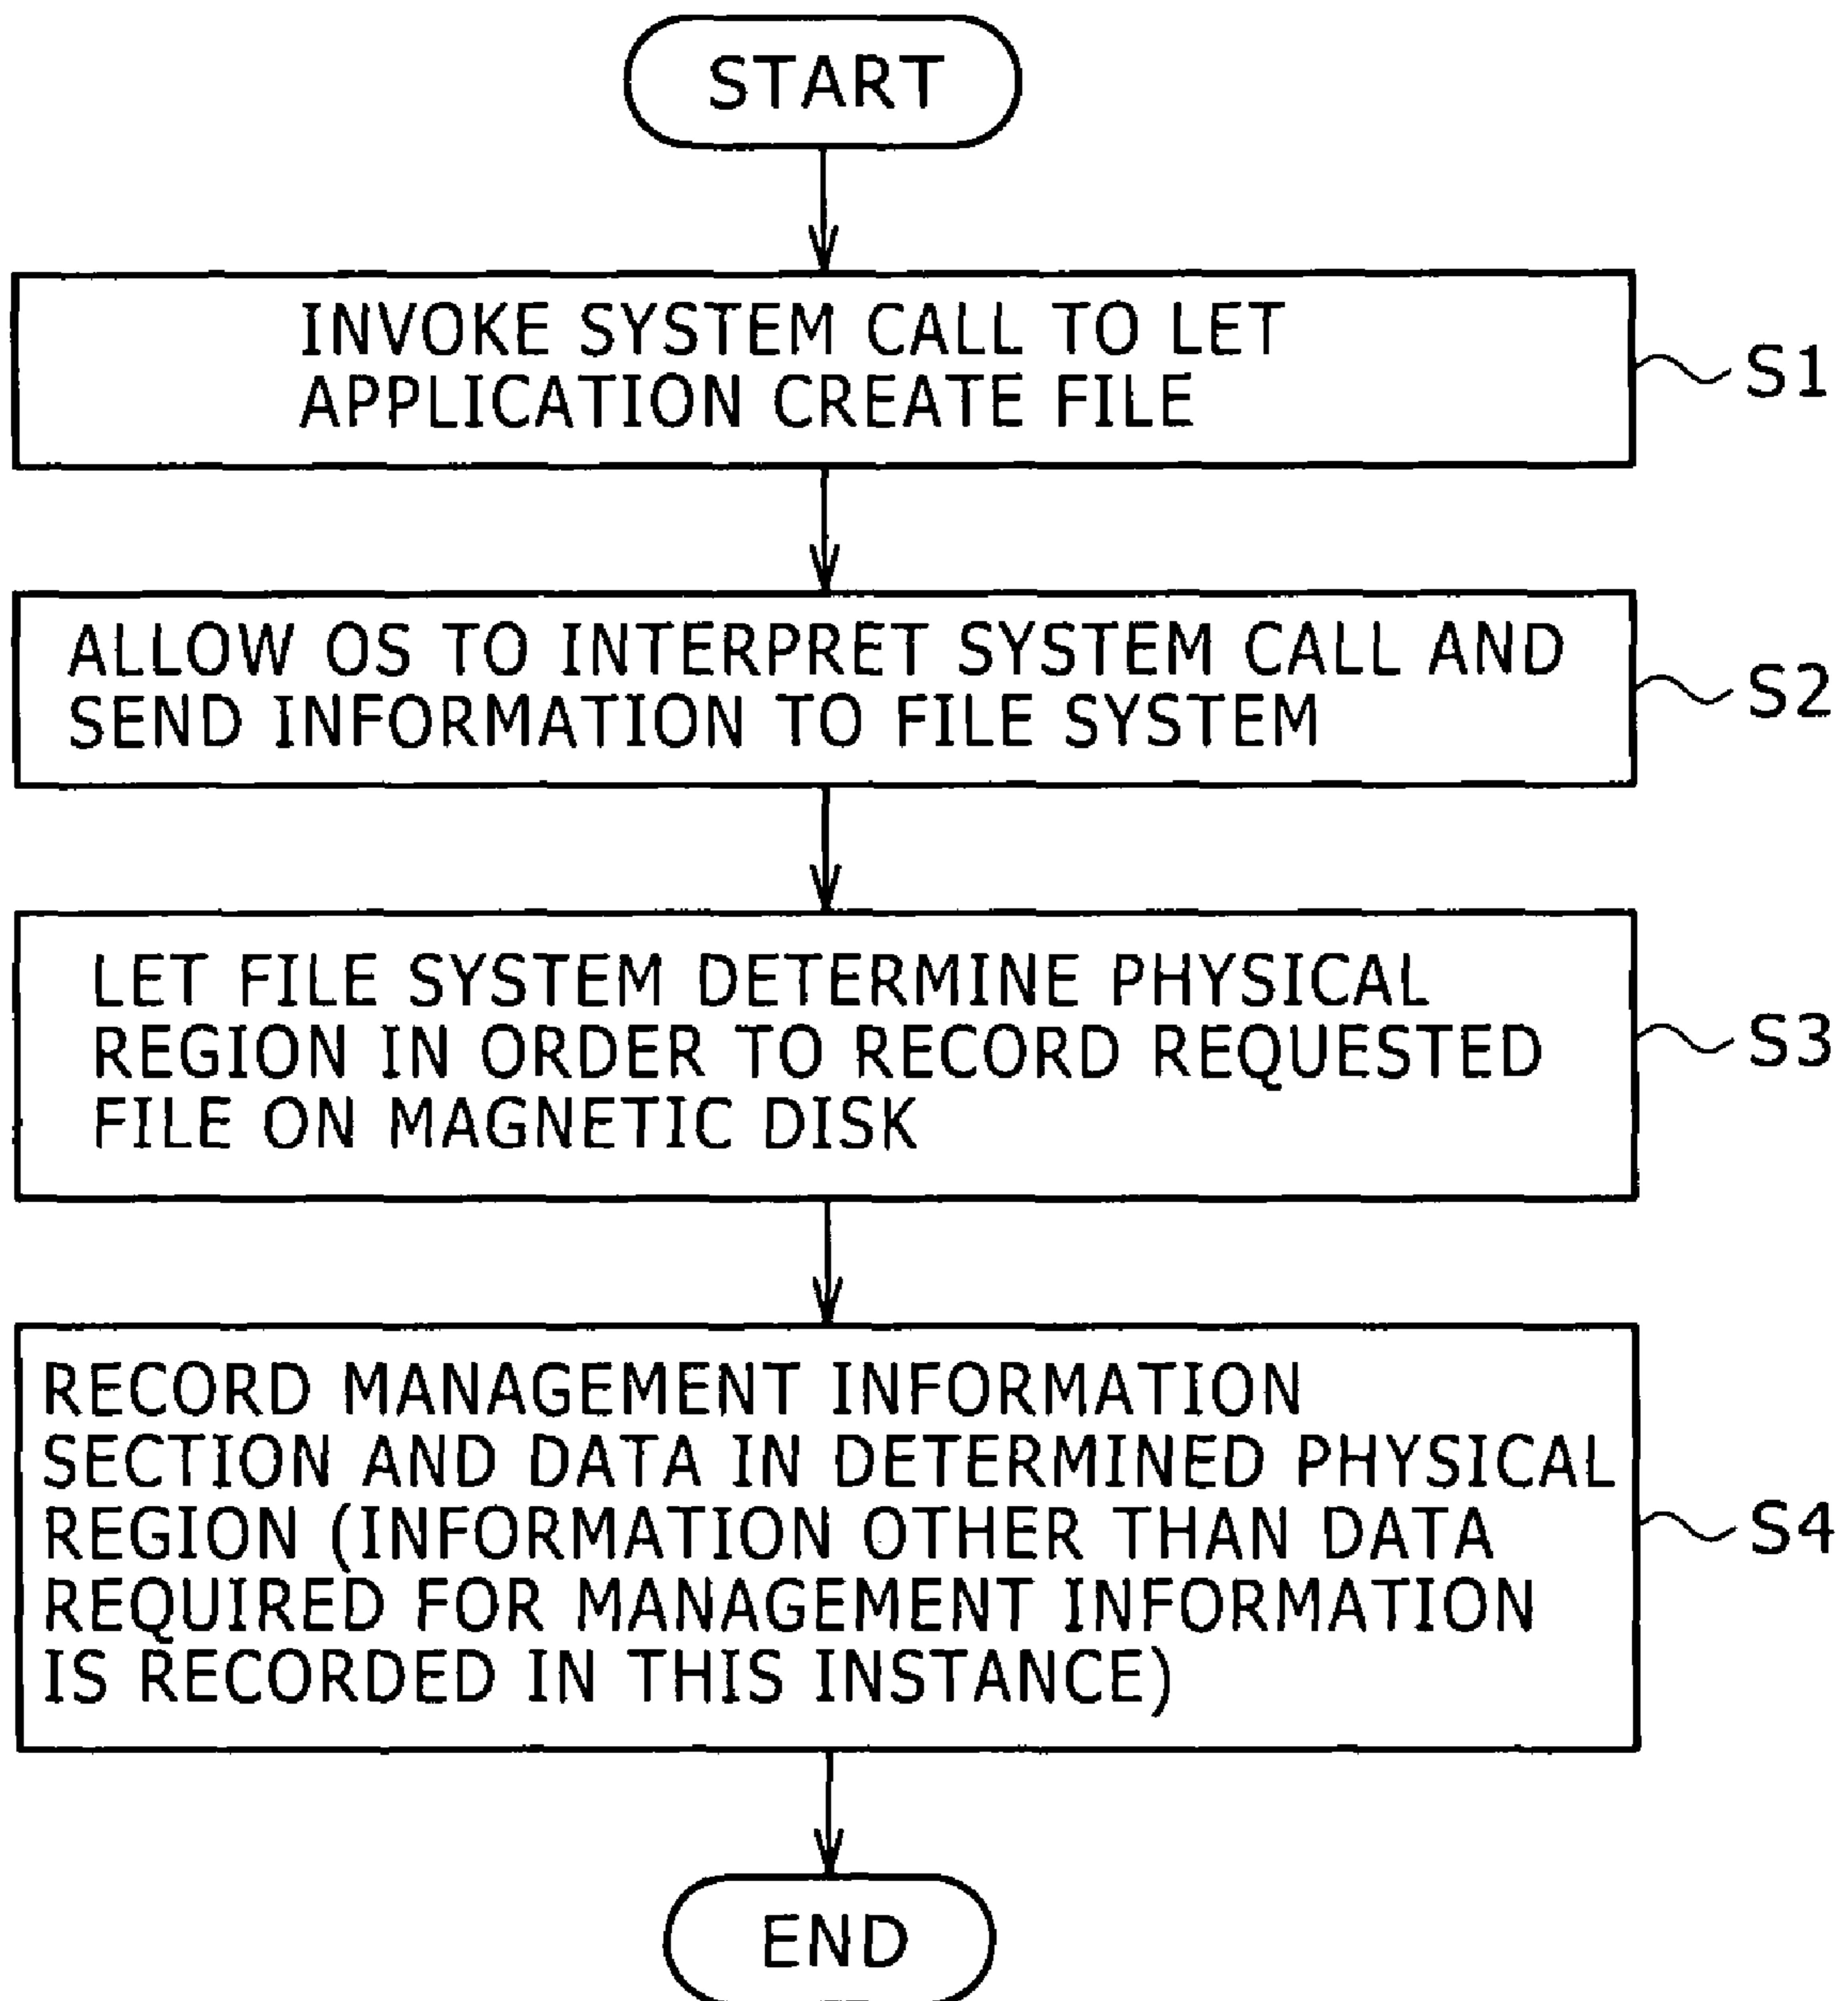 START
INVOKE SYSTEM CALL TO LET
APPLICATION CREATE FILE
S1
ALLOW OS TO INTERPRET SYSTEM CALL AND
SEND INFORMATION TO FILE SYSTEM
S2
LET FILE SYSTEM DETERMINE PHYSICAL
REGION IN ORDER TO RECORD REQUESTED
FILE ON MAGNETIC DISK
S3
RECORD MANAGEMENT INFORMATION
SECTION AND DATA IN DETERMINED PHYSICAL
REGION (INFORMATION OTHER THAN DATA
REQUIRED FOR MANAGEMENT INFORMATION
IS RECORDED IN THIS INSTANCE)
S4
END